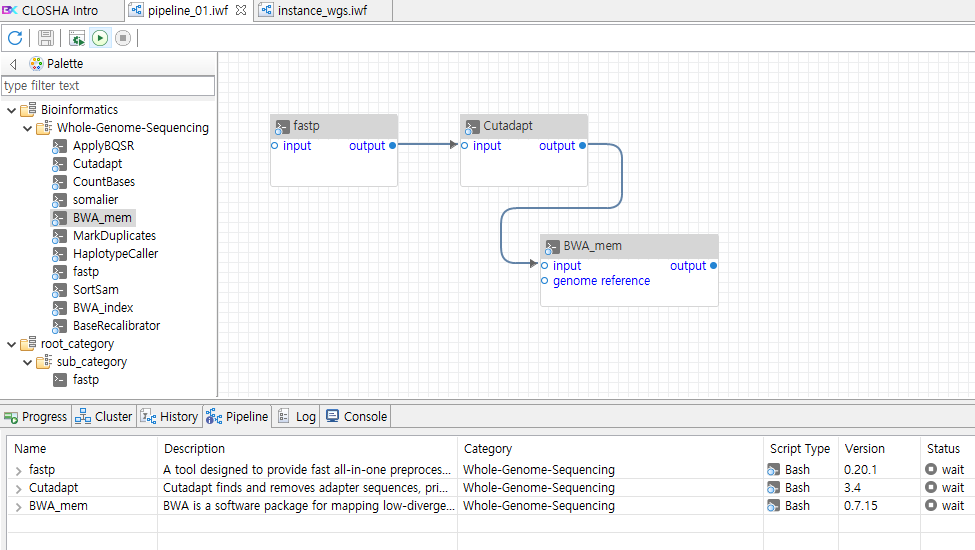 CLOSHA Intro pipeline_01.iwf instance_wgs.iwf
Palette
type filter text
Bioinformatics
Whole-Genome-Sequencing
ApplyBQSR
Cutadapt
CountBases
somalier
BWA_mem
MarkDuplicates
HaplotypeCaller
fastp
SortSam
BWA_index
BaseRecalibrator
root_category
sub_category
fastp
fastp
input output
Cutadapt
input output
BWA_mem
input output
genome reference
Progress Cluster History Pipeline Log Console
Name Description Category Script Type Version Status
fastp A tool designed to provide fast all-in-one preproces... Whole-Genome-Sequencing Bash 0.20.1 wait
Cutadapt Cutadapt finds and removes adapter sequences, pri... Whole-Genome-Sequencing Bash 3.4 wait
BWA_mem BWA is a software package for mapping low-diverge... Whole-Genome-Sequencing Bash 0.7.15 wait